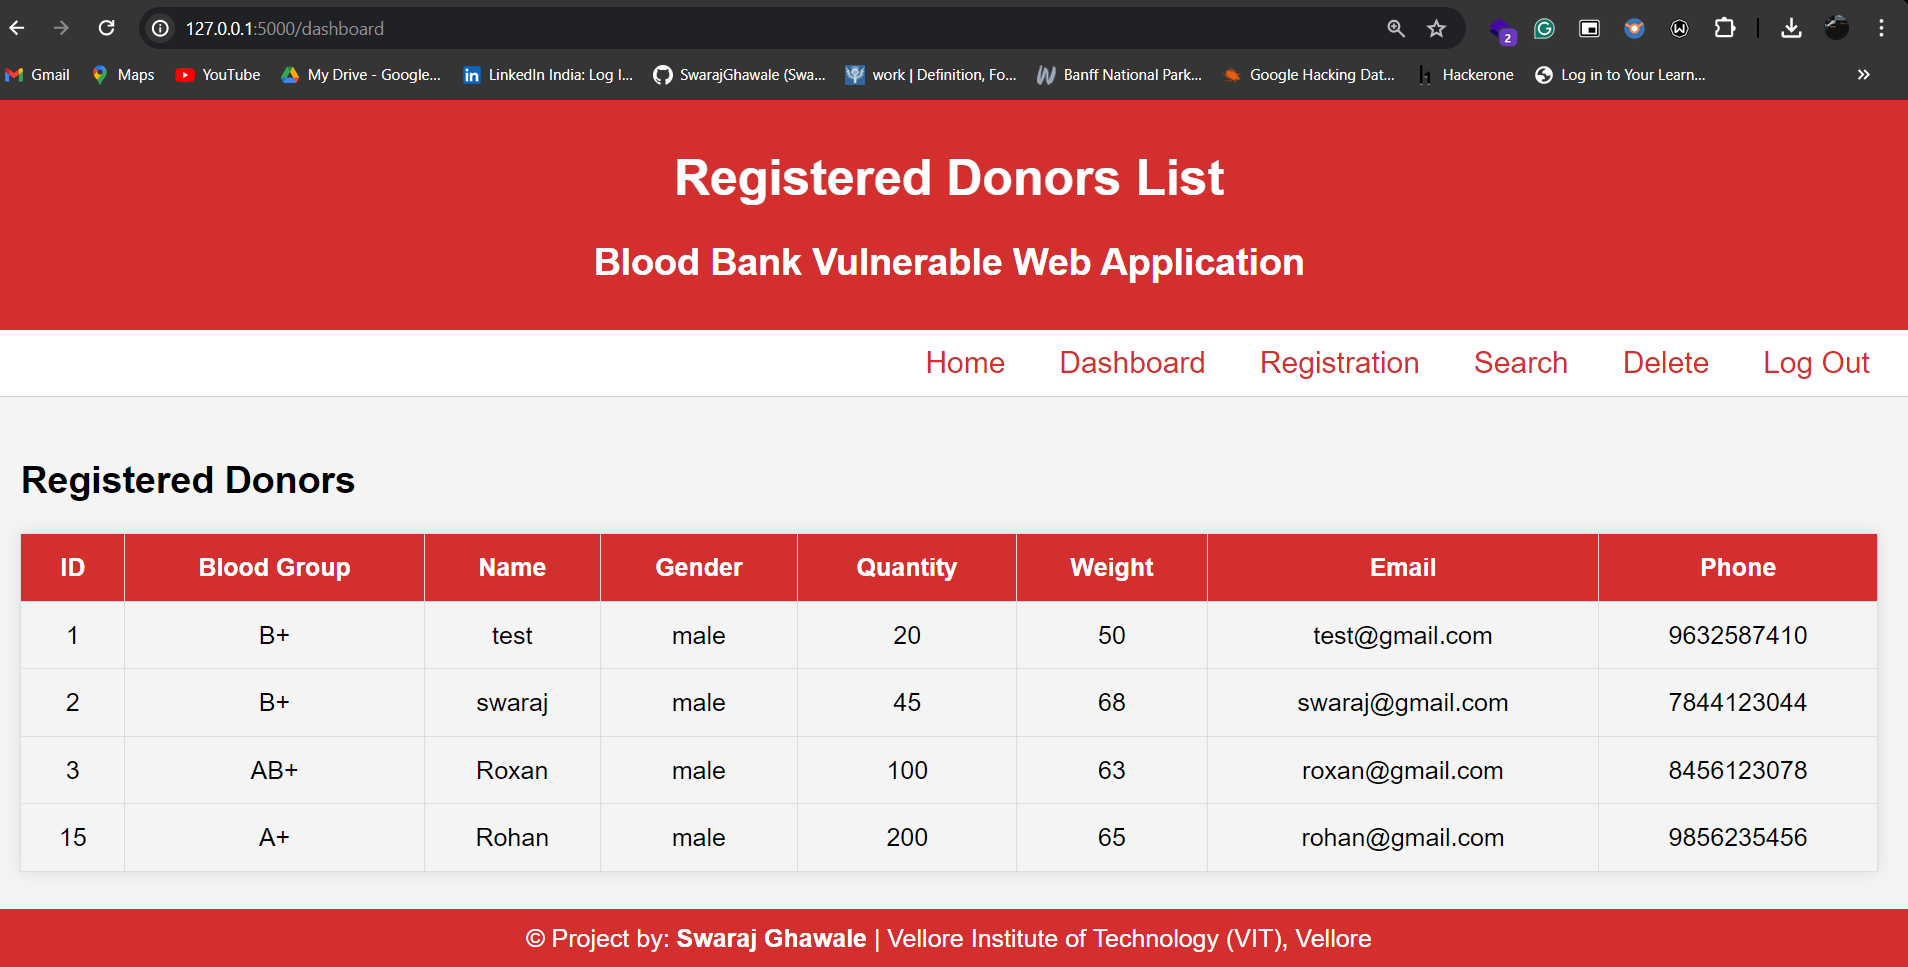 127.0.0.1:5000/dashboard
2
Gmail Maps YouTube My Drive - Google... LinkedIn India: Log I... SwarajGhawale (Swa... work | Definition, Fo... Banff National Park... Google Hacking Dat... Hackerone Log in to Your Learn...
Registered Donors List
Blood Bank Vulnerable Web Application
Home Dashboard Registration Search Delete Log Out
Registered Donors
ID Blood Group Name Gender Quantity Weight Email Phone
1 B+ test male 20 50 test@gmail.com 9632587410
2 B+ swaraj male 45 68 swaraj@gmail.com 7844123044
3 AB+ Roxan male 100 63 roxan@gmail.com 8456123078
15 A+ Rohan male 200 65 rohan@gmail.com 9856235456
© Project by: Swaraj Ghawale | Vellore Institute of Technology (VIT), Vellore